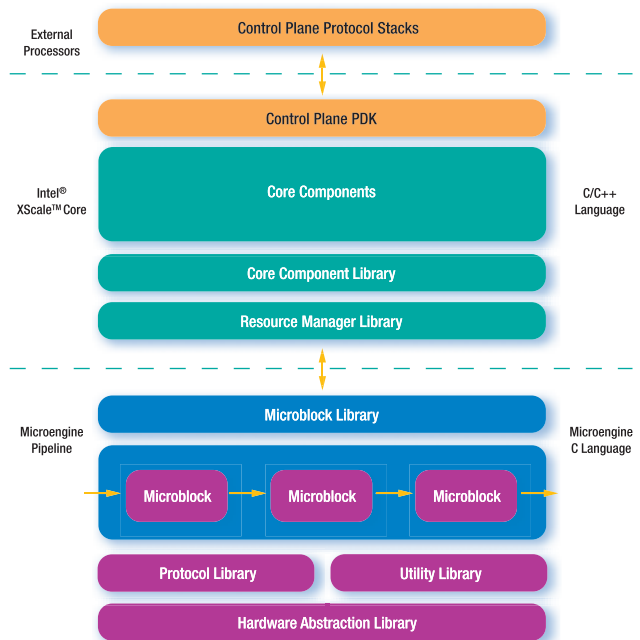 Control Plane Protocol Stacks
External
Processors
Control Plane PDK
Core Components
Intel®
XScale™ Core
C/C++
Language
Core Component Library
Resource Manager Library
Microblock Library
Microengine
Pipeline
Microengine
C Language
Microblock
Microblock
Microblock
Protocol Library
Utility Library
Hardware Abstraction Library